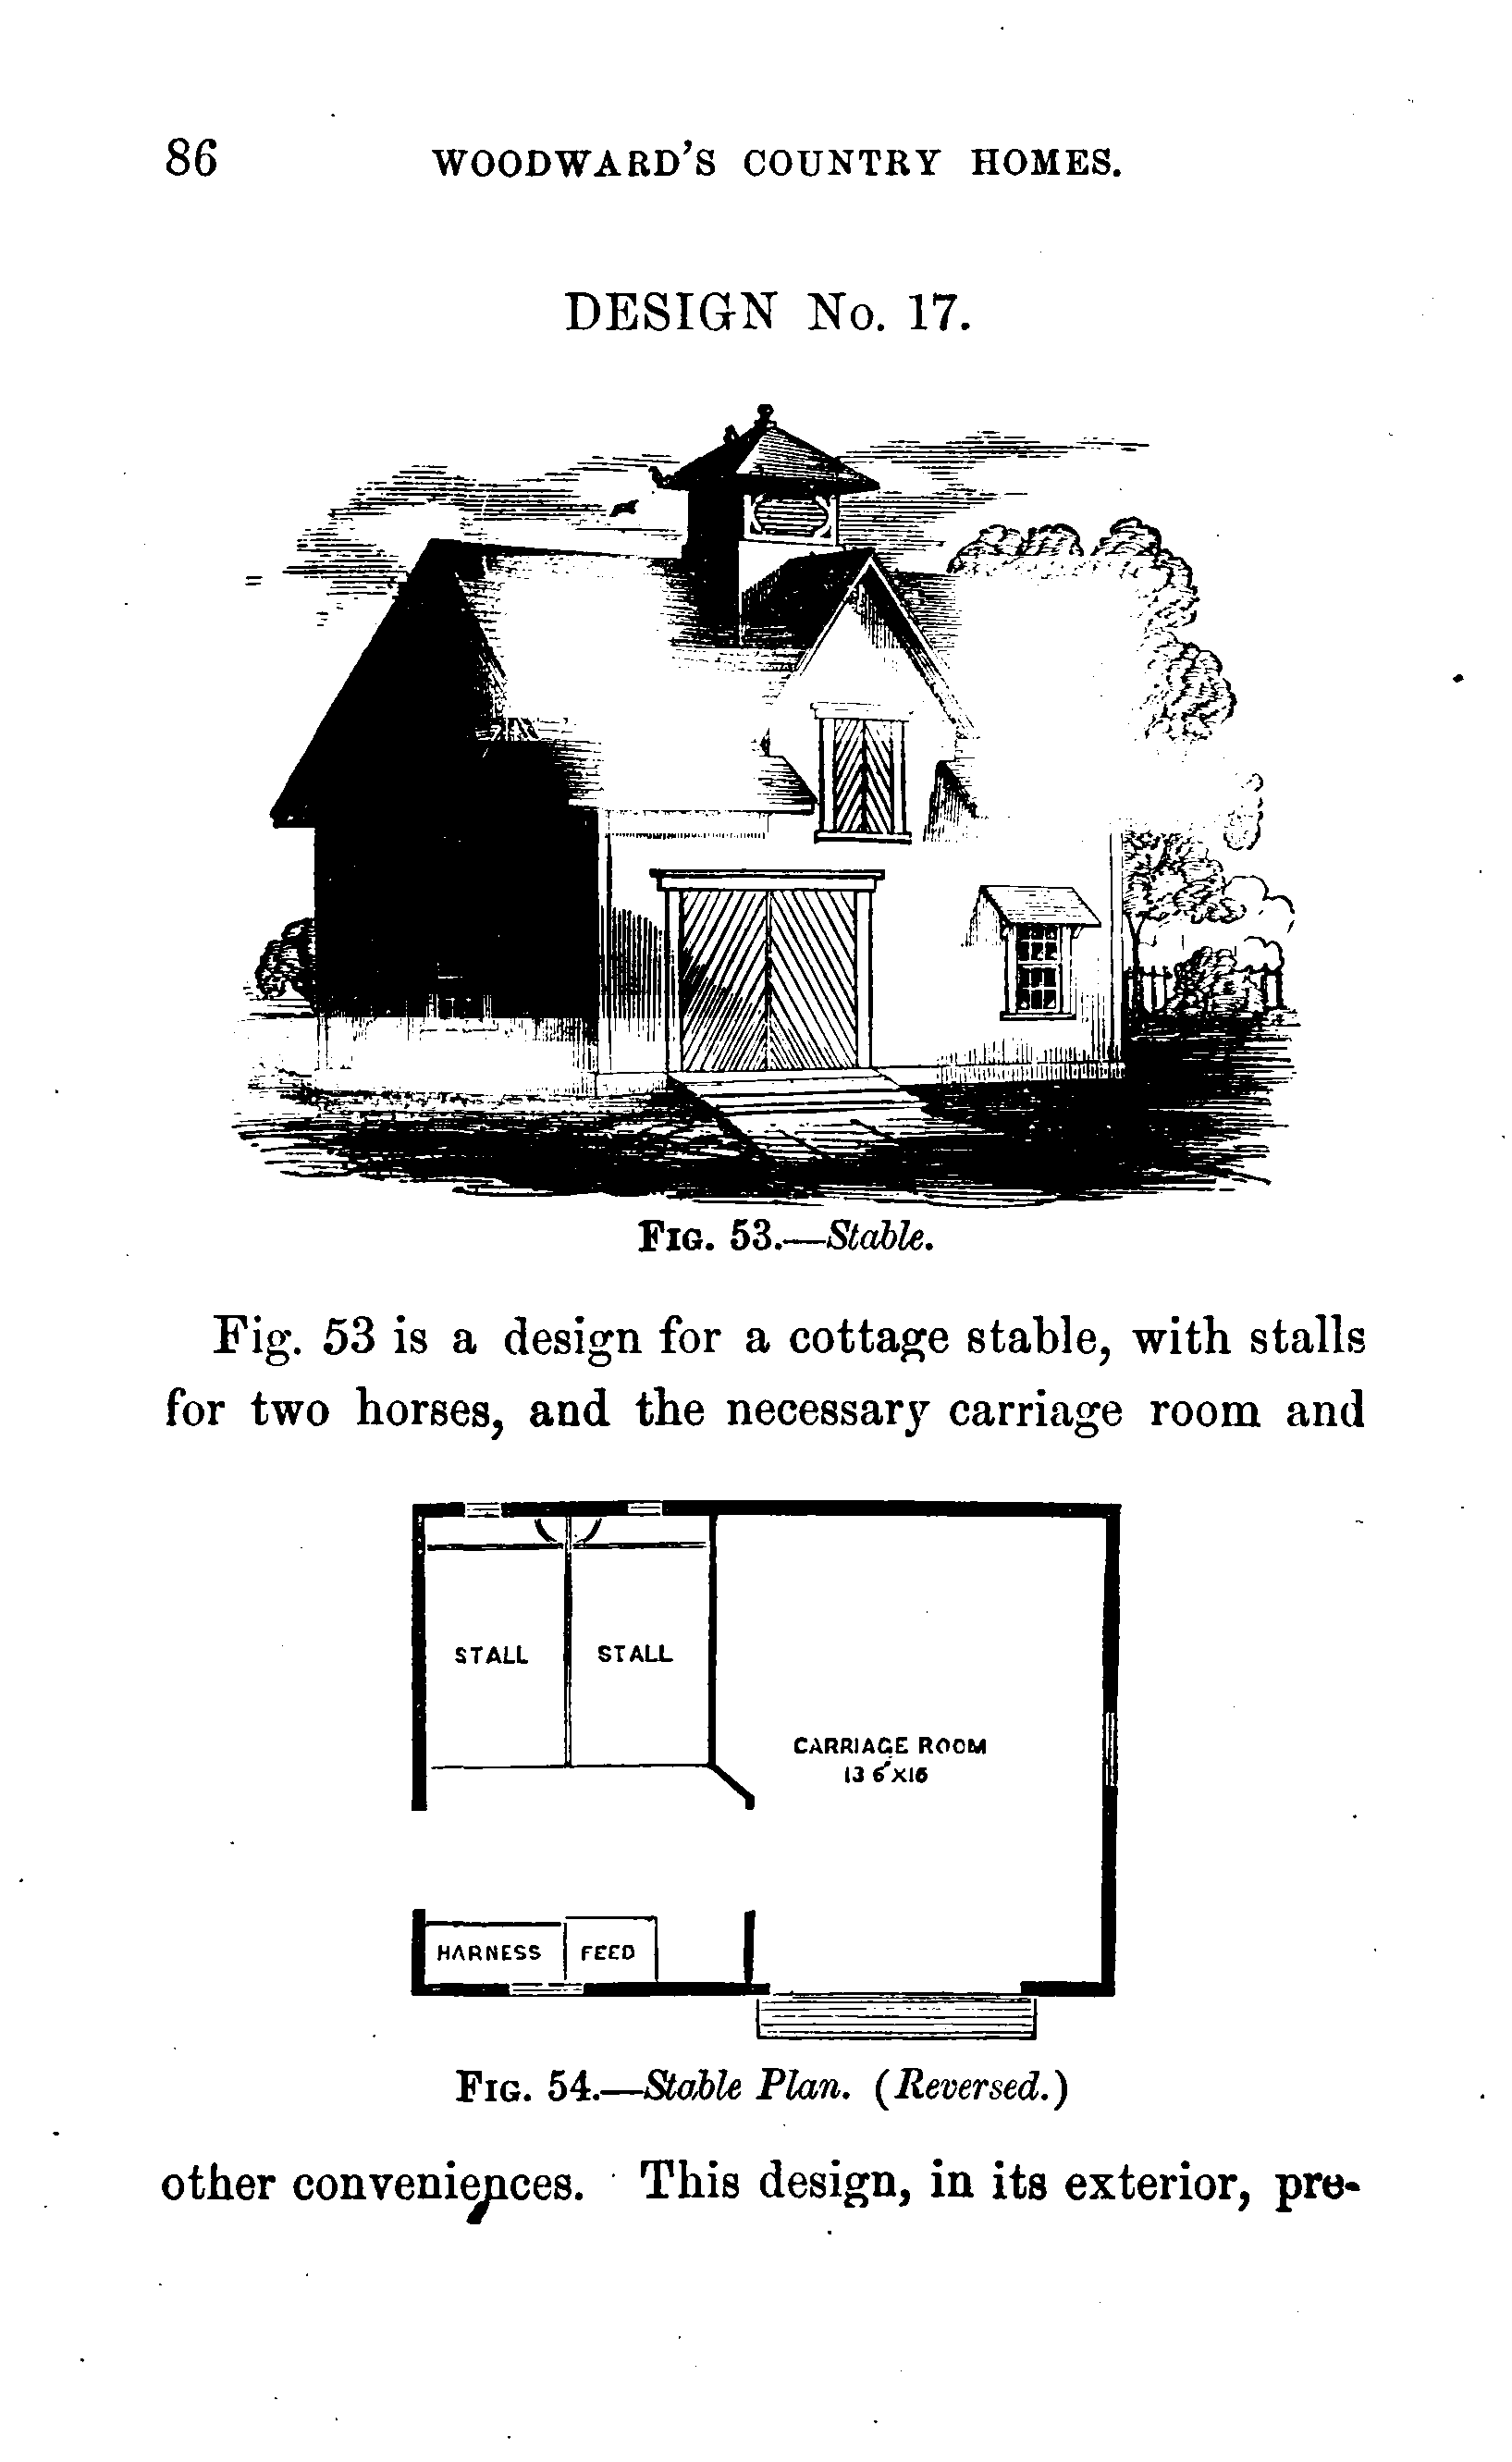 86 WOODWARD'S COUNTRY HOMES.
DESIGN No. 17.
FIG. 53.—Stable.
Fig. 53 is a design for a cottage stable, with stalls
for two horses, and the necessary carriage room and
STALL STALL
CARRIAGE ROOM
13 6"X16
HARNESS FEED
FIG. 54.—Stable Plan. (Reversed.)
other conveniences. This design, in its exterior, pre-